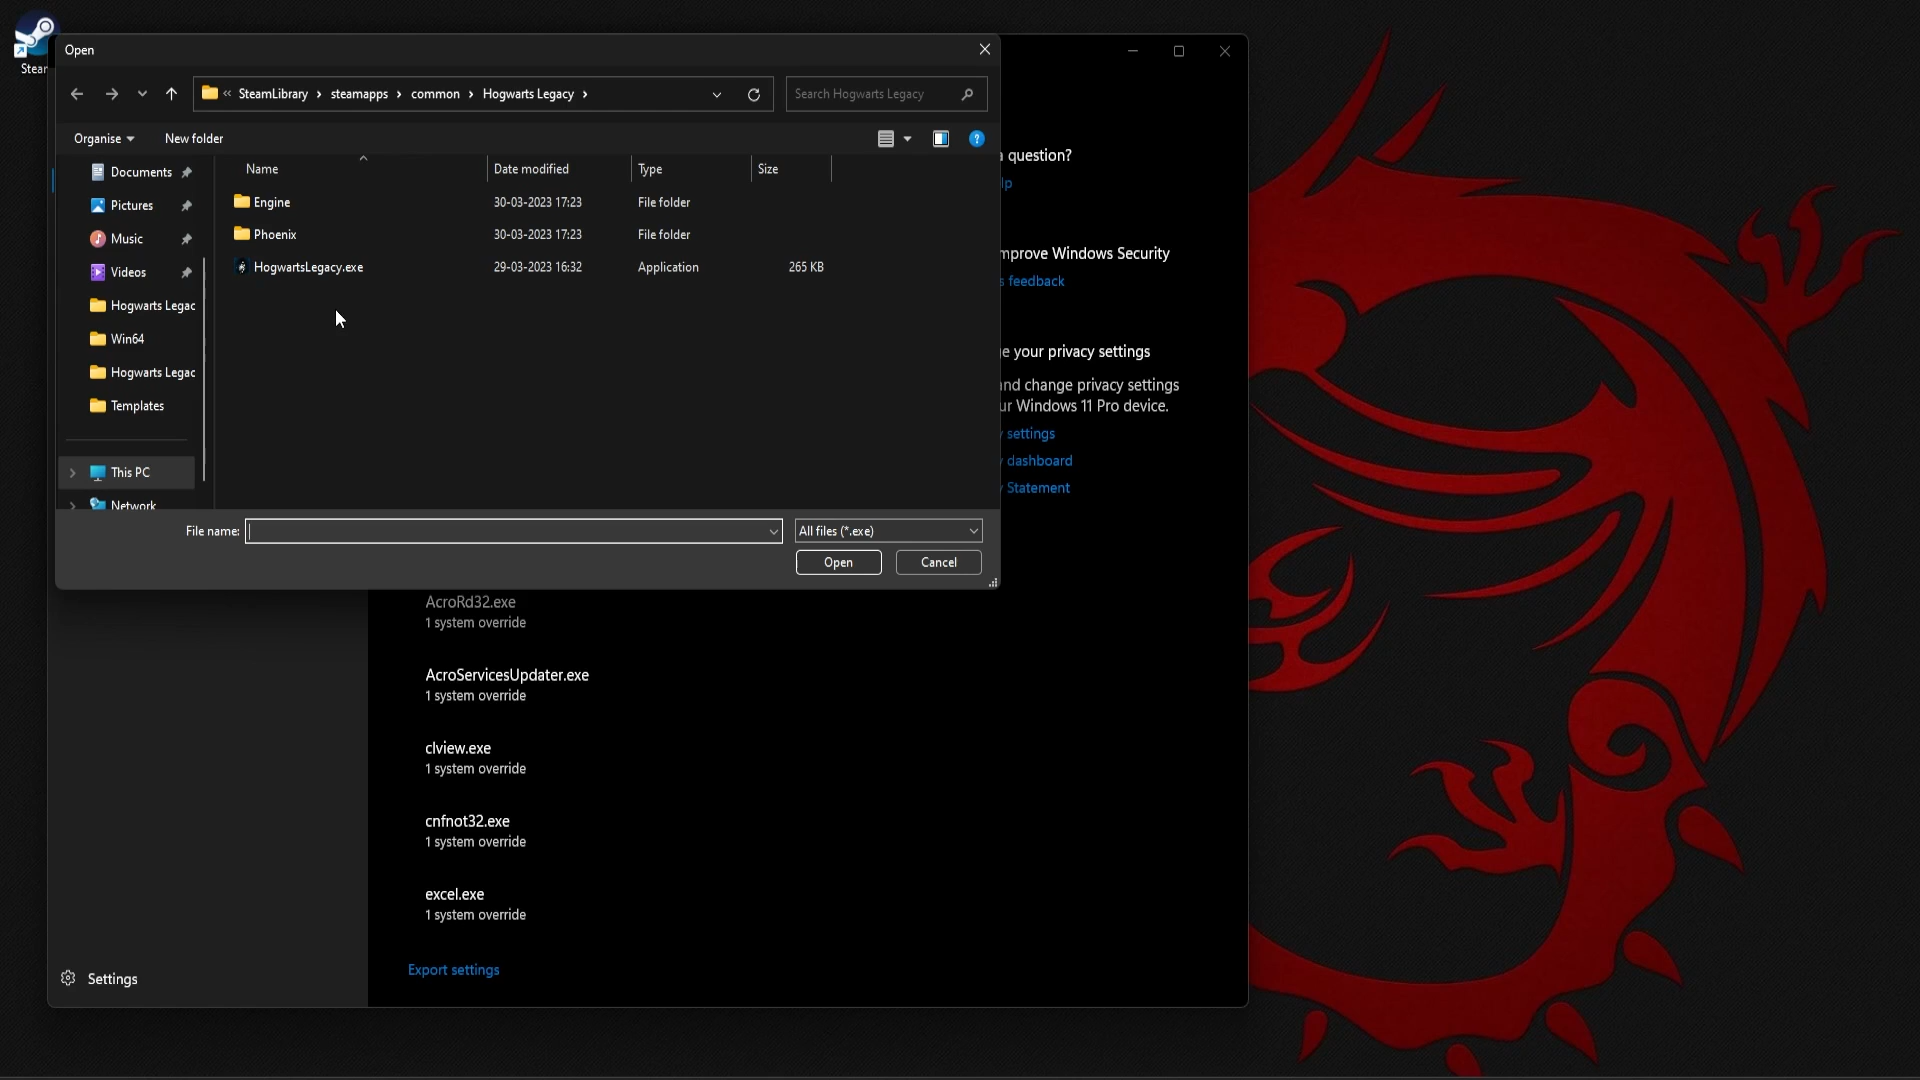 Steam
Open
« SteamLibrary › steamapps › common › Hogwarts Legacy ›
Search Hogwarts Legacy
Organise
New folder
Name
Date modified
Type
Size
Documents
Pictures
Music
Videos
Hogwarts Legac
Win64
Hogwarts Legac
Templates
This PC
Network
Engine 30-03-2023 17:23 File folder
Phoenix 30-03-2023 17:23 File folder
HogwartsLegacy.exe 29-03-2023 16:32 Application 265 KB
File name:
All files (*.exe)
Open
Cancel
question?
lp
mprove Windows Security
s feedback
e your privacy settings
and change privacy settings
ur Windows 11 Pro device.
y settings
y dashboard
y Statement
AcroRd32.exe
1 system override
AcroServicesUpdater.exe
1 system override
clview.exe
1 system override
cnfnot32.exe
1 system override
excel.exe
1 system override
Export settings
Settings